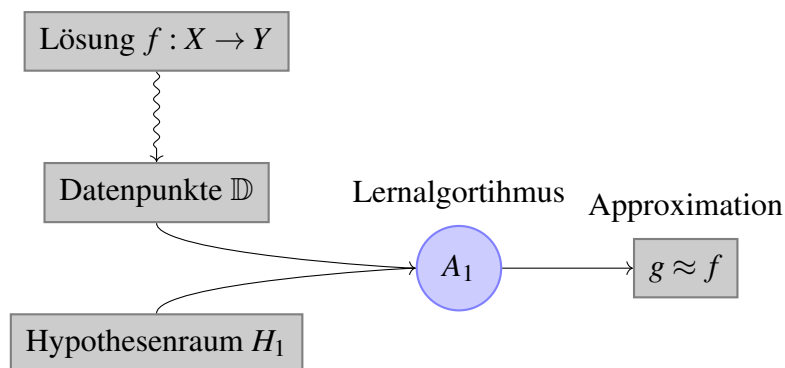 Lösung f : X → Y
Datenpunkte 𝔻
Lernalgortihmus
Approximation
A₁
g ≈ f
Hypothesenraum H₁